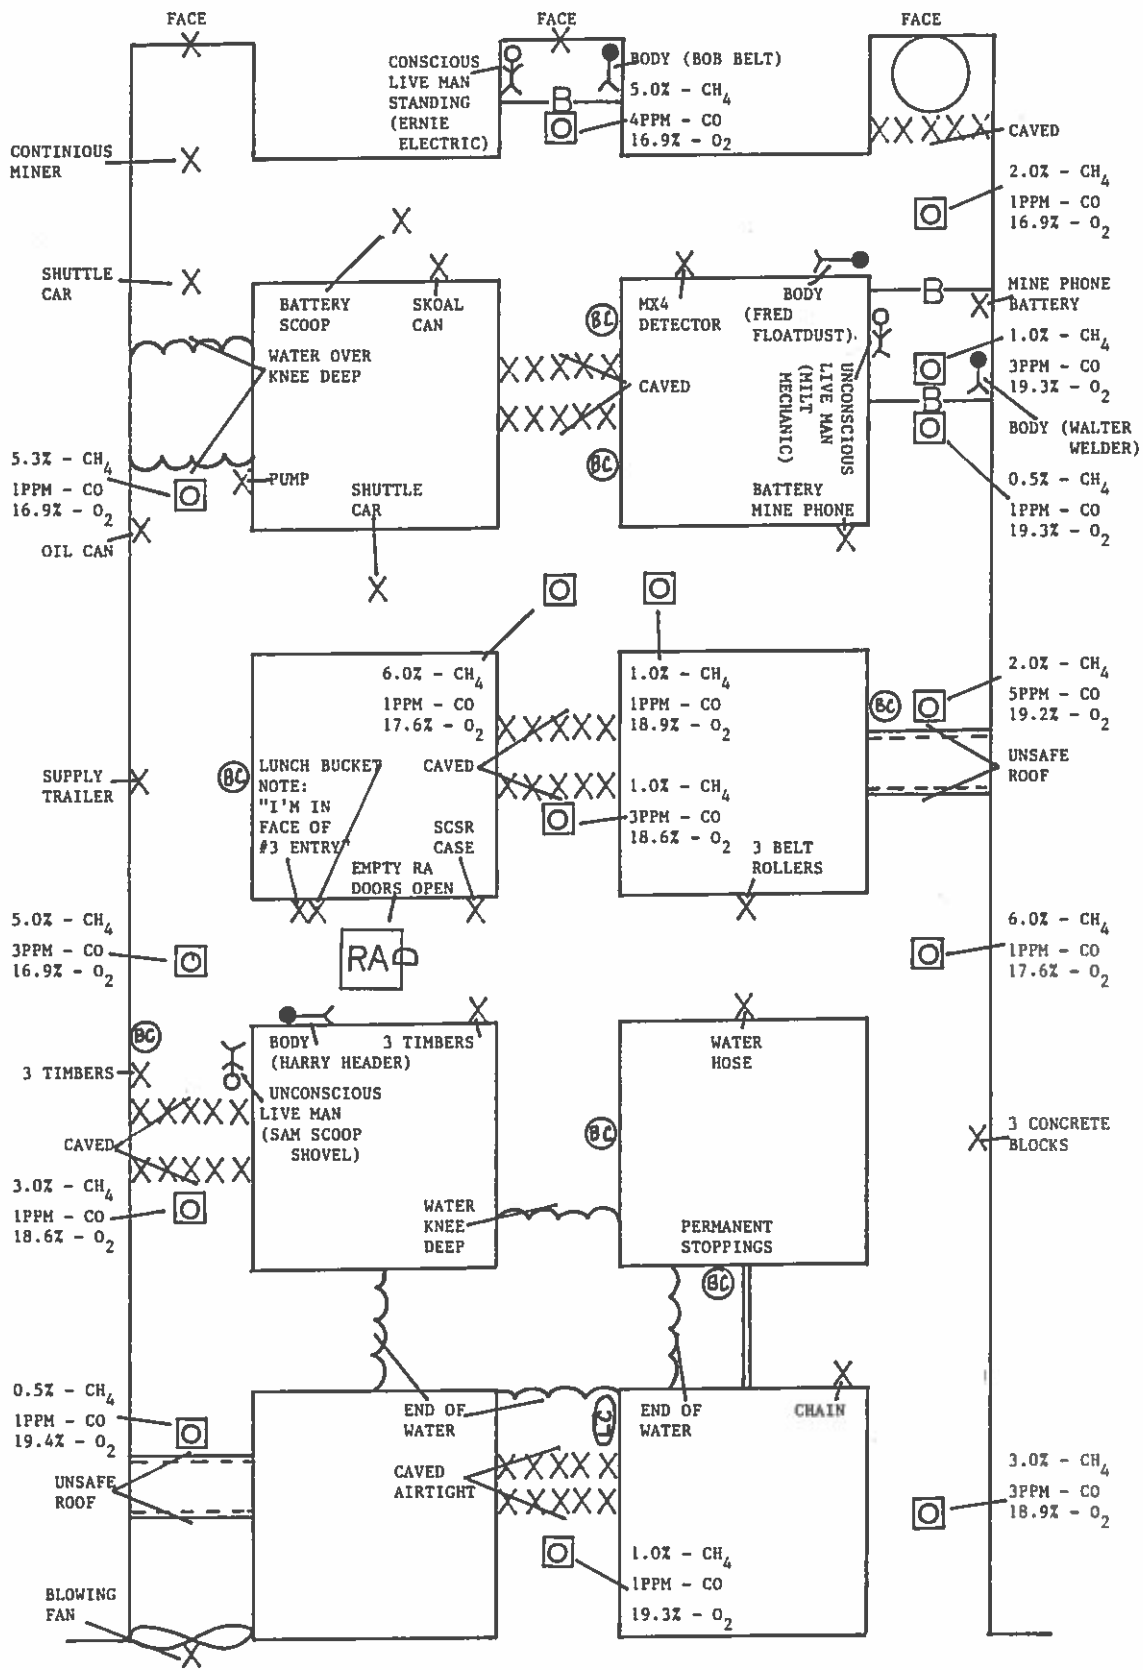 FACE
FACE
FACE
CONSCIOUS
LIVE MAN
STANDING
(ERNIE
ELECTRIC)
BODY (BOB BELT)
5.0% - CH4
4PPM - CO
16.9% - O2
B
CAVED
CONTINIOUS
MINER
2.0% - CH4
1PPM - CO
16.9% - O2
SHUTTLE
CAR
BATTERY
SCOOP
SKOAL
CAN
MX4
DETECTOR
BODY
(FRED
FLOATDUST)
B
MINE PHONE
BATTERY
BC
WATER OVER
KNEE DEEP
CAVED
UNCONSCIOUS
LIVE MAN
(MILT
MECHANIC)
1.0% - CH4
3PPM - CO
19.3% - O2
B
BODY (WALTER
WELDER)
5.3% - CH4
1PPM - CO
16.9% - O2
PUMP
BC
0.5% - CH4
1PPM - CO
19.3% - O2
OIL CAN
SHUTTLE
CAR
BATTERY
MINE PHONE
6.0% - CH4
1PPM - CO
17.6% - O2
1.0% - CH4
1PPM - CO
18.9% - O2
BC
2.0% - CH4
5PPM - CO
19.2% - O2
UNSAFE
ROOF
SUPPLY
TRAILER
BC
LUNCH BUCKET
NOTE:
"I'M IN
FACE OF
#3 ENTRY"
CAVED
1.0% - CH4
3PPM - CO
18.6% - O2
SCSR
CASE
EMPTY RA
DOORS OPEN
3 BELT
ROLLERS
5.0% - CH4
3PPM - CO
16.9% - O2
RA
6.0% - CH4
1PPM - CO
17.6% - O2
BC
3 TIMBERS
BODY
(HARRY HEADER)
3 TIMBERS
WATER
HOSE
UNCONSCIOUS
LIVE MAN
(SAM SCOOP
SHOVEL)
CAVED
BC
3 CONCRETE
BLOCKS
3.0% - CH4
1PPM - CO
18.6% - O2
WATER
KNEE
DEEP
PERMANENT
STOPPINGS
BC
0.5% - CH4
1PPM - CO
19.4% - O2
END OF
WATER
LC
END OF
WATER
CHAIN
UNSAFE
ROOF
CAVED
AIRTIGHT
3.0% - CH4
3PPM - CO
18.9% - O2
1.0% - CH4
1PPM - CO
19.3% - O2
BLOWING
FAN